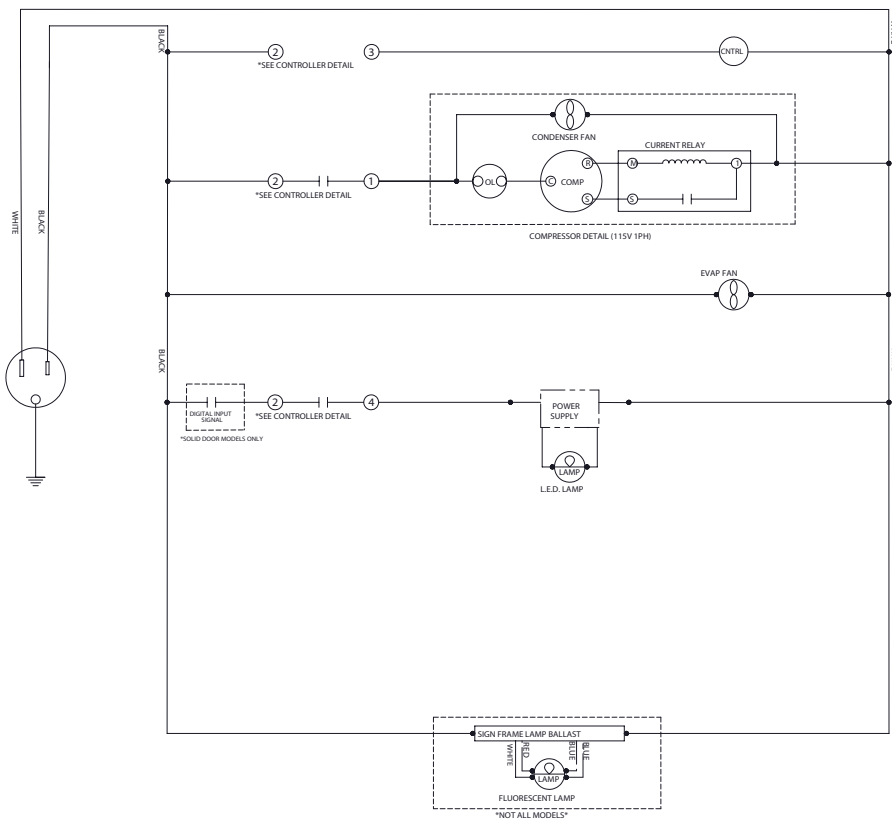 BLACK
2
3
CNTRL
*SEE CONTROLLER DETAIL
CONDENSER FAN
CURRENT RELAY
R
M
1
2
1
OL
C
COMP
*SEE CONTROLLER DETAIL
S
S
COMPRESSOR DETAIL (115V 1PH)
WHITE
BLACK
EVAP FAN
BLACK
2
4
DIGITAL INPUT
SIGNAL
*SEE CONTROLLER DETAIL
POWER
SUPPLY
*SOLID DOOR MODELS ONLY
LAMP
L.E.D. LAMP
SIGN FRAME LAMP BALLAST
WHITE
RED
BLUE
BLUE
LAMP
FLUORESCENT LAMP
*NOT ALL MODELS*